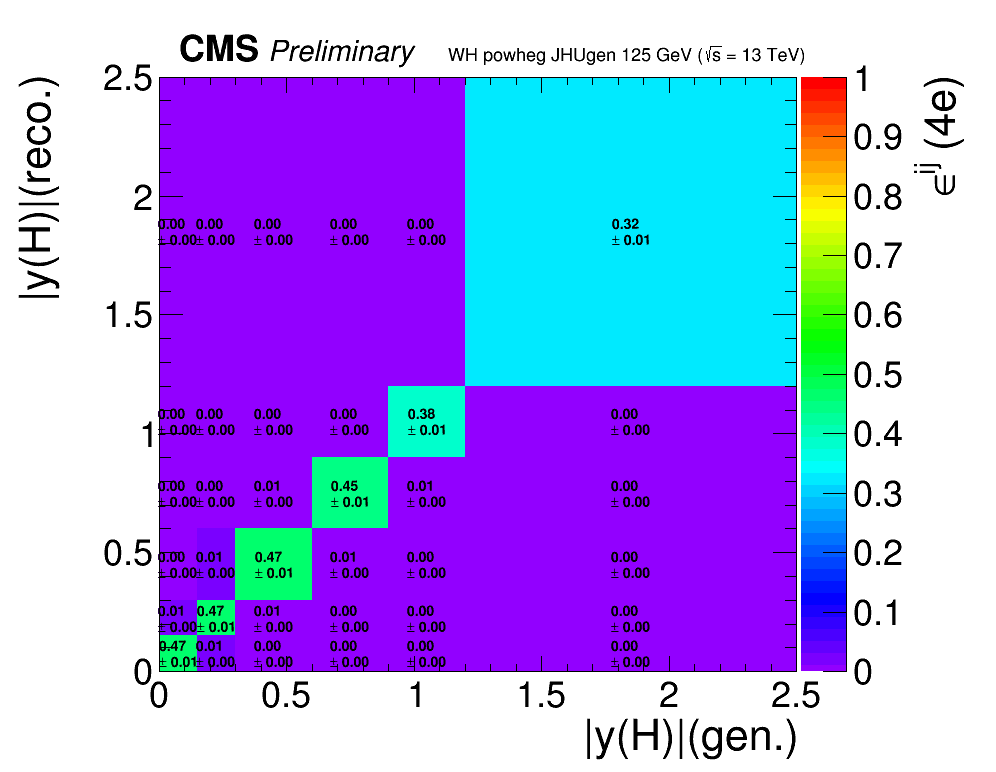 CMS Preliminary WH powheg JHUgen 125 GeV (√s = 13 TeV)
|y(H)|(reco.)
2.5
2
1.5
1
0.5
0
0.00 0.00 0.00 0.00 0.00 0.32
± 0.00 ± 0.00 ± 0.00 ± 0.00 ± 0.00 ± 0.01
0.00 0.00 0.00 0.00 0.38 0.00
± 0.00 ± 0.00 ± 0.00 ± 0.00 ± 0.01 ± 0.00
0.00 0.00 0.01 0.45 0.01 0.00
± 0.00 ± 0.00 ± 0.00 ± 0.01 ± 0.00 ± 0.00
0.00 0.01 0.47 0.01 0.00 0.00
± 0.00 ± 0.00 ± 0.01 ± 0.00 ± 0.00 ± 0.00
0.01 0.47 0.01 0.00 0.00 0.00
± 0.00 ± 0.01 ± 0.00 ± 0.00 ± 0.00 ± 0.00
0.47 0.01 0.00 0.00 0.00 0.00
± 0.01 ± 0.00 ± 0.00 ± 0.00 ± 0.00 ± 0.00
0 0.5 1 1.5 2 2.5
|y(H)|(gen.)
1
0.9
0.8
0.7
0.6
0.5
0.4
0.3
0.2
0.1
0
∈ij (4e)